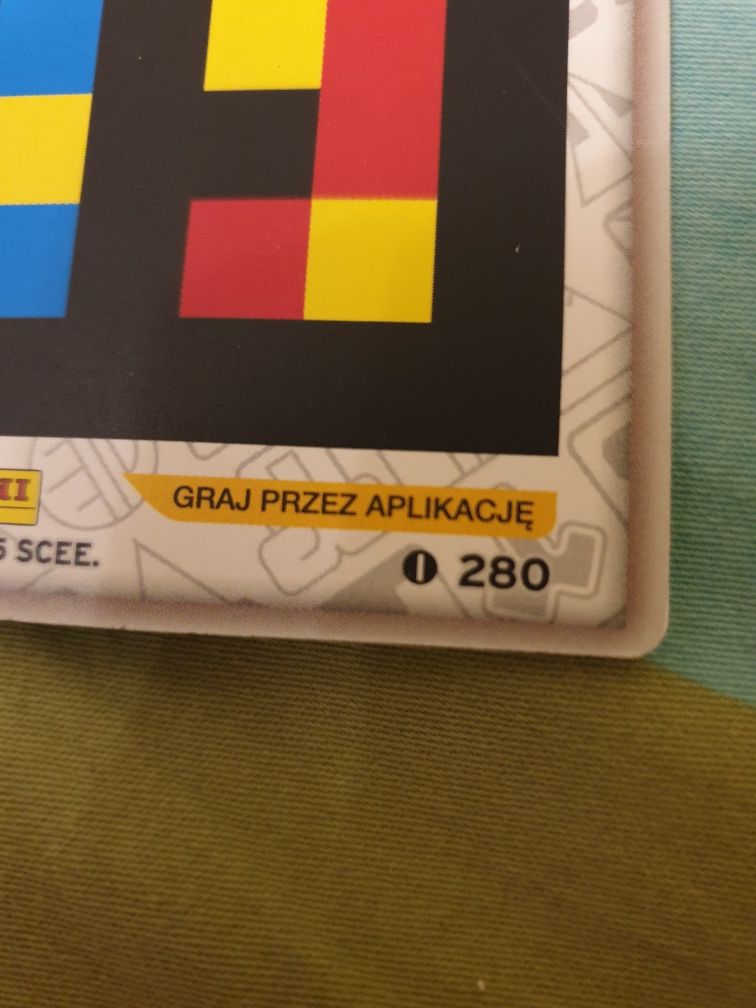 GRAJ PRZEZ APLIKACJĘ
SCEE.
280